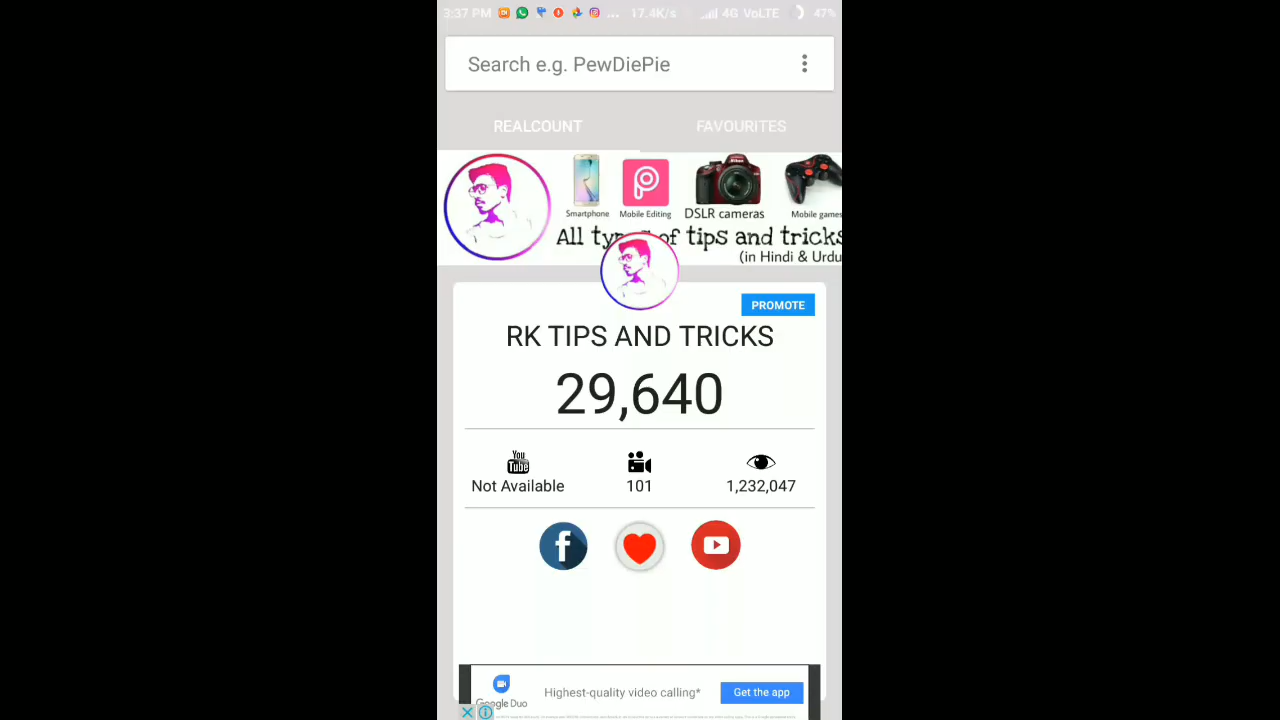 3:37 PM ... 17.4K/s 4G VoLTE 47%
Search e.g. PewDiePie
REALCOUNT FAVOURITES
Smartphone Mobile Editing DSLR cameras Mobile games
All of tips and tricks
(in Hindi & Urdu
PROMOTE
RK TIPS AND TRICKS
29,640
You
Tube
Not Available 101 1,232,047
f
Google Duo Highest-quality video calling* Get the app